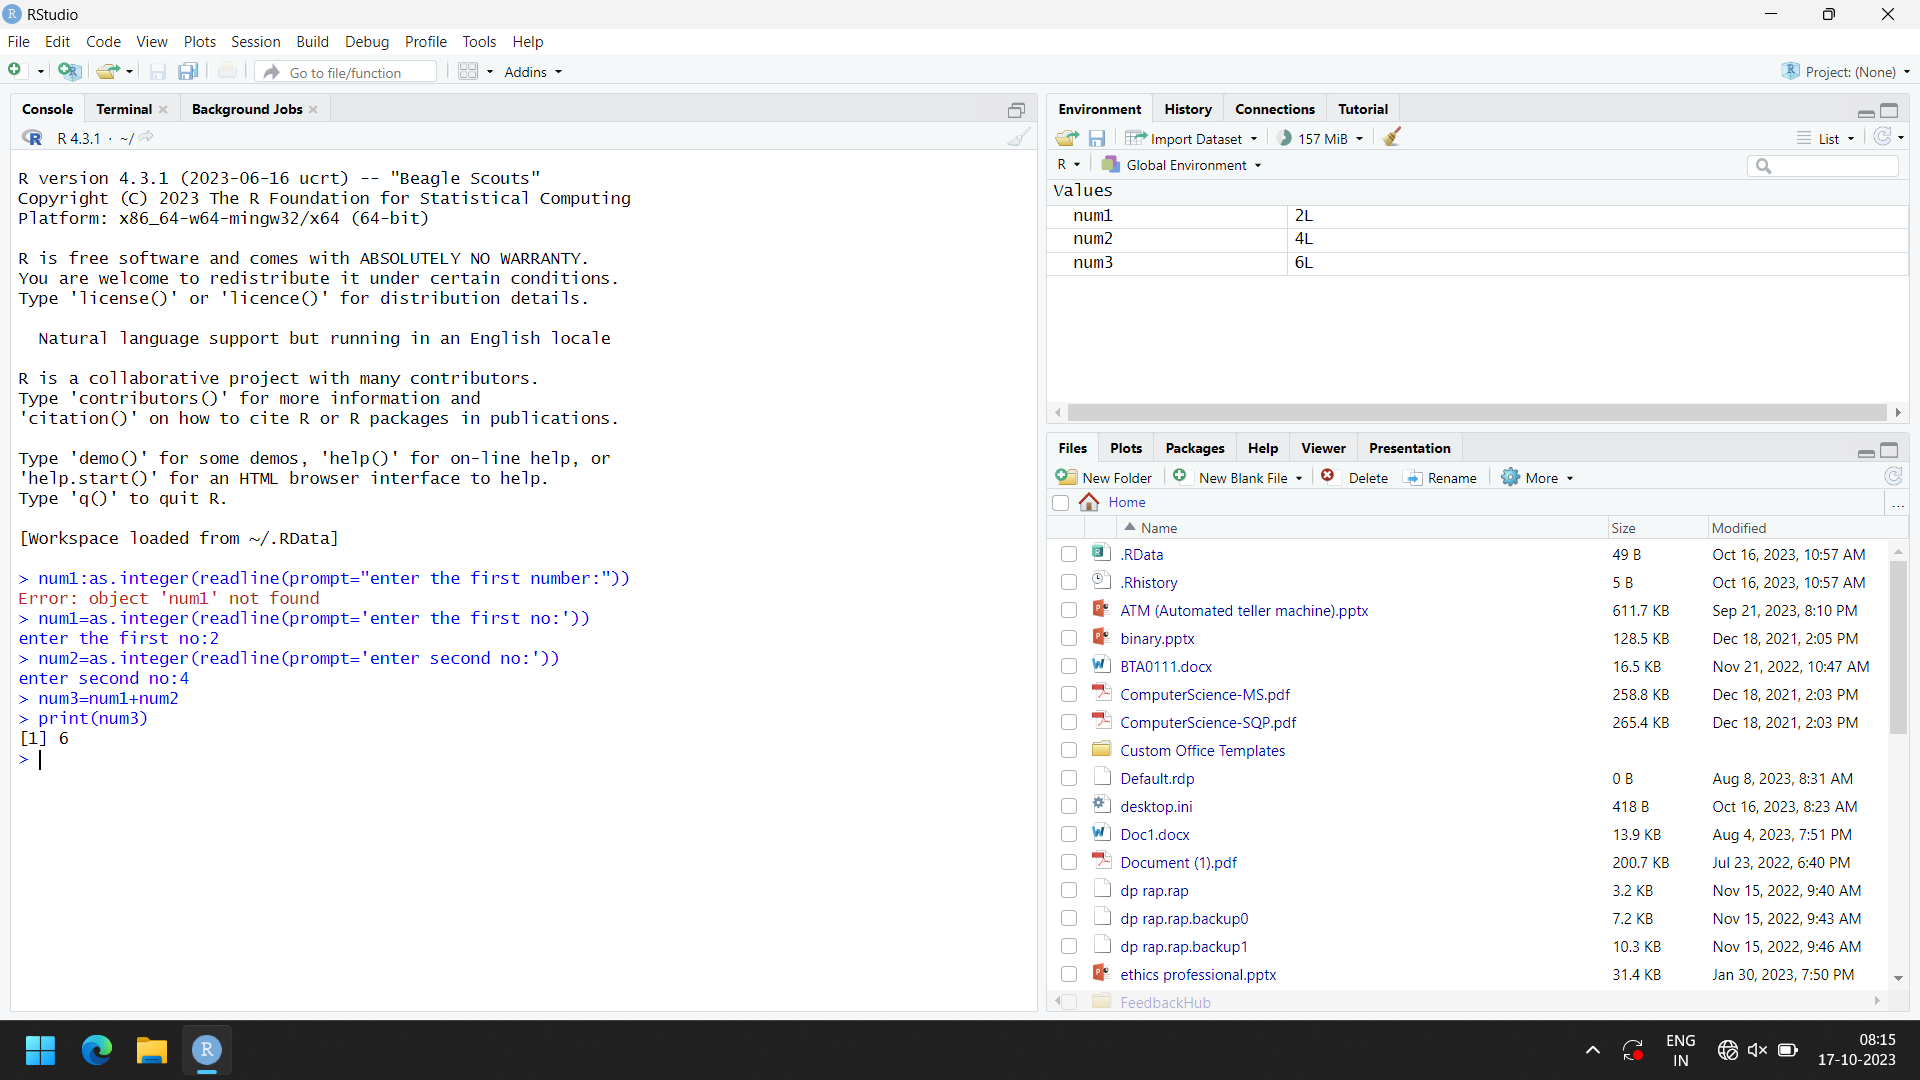 RStudio
File Edit Code View Plots Session Build Debug Profile Tools Help
Go to file/function Addins Project: (None)
Console Terminal Background Jobs
R 4.3.1 · ~/
R version 4.3.1 (2023-06-16 ucrt) -- "Beagle Scouts"
Copyright (C) 2023 The R Foundation for Statistical Computing
Platform: x86_64-w64-mingw32/x64 (64-bit)
R is free software and comes with ABSOLUTELY NO WARRANTY.
You are welcome to redistribute it under certain conditions.
Type 'license()' or 'licence()' for distribution details.
Natural language support but running in an English locale
R is a collaborative project with many contributors.
Type 'contributors()' for more information and
'citation()' on how to cite R or R packages in publications.
Type 'demo()' for some demos, 'help()' for on-line help, or
'help.start()' for an HTML browser interface to help.
Type 'q()' to quit R.
[Workspace loaded from ~/.RData]
> num1:as.integer(readline(prompt="enter the first number:"))
Error: object 'num1' not found
> num1=as.integer(readline(prompt='enter the first no:'))
enter the first no:2
> num2=as.integer(readline(prompt='enter second no:'))
enter second no:4
> num3=num1+num2
> print(num3)
[1] 6
>
Environment History Connections Tutorial
Import Dataset 157 MiB List
R Global Environment
Values
num1 2L
num2 4L
num3 6L
Files Plots Packages Help Viewer Presentation
New Folder New Blank File Delete Rename More
Home ...
Name Size Modified
.RData 49 B Oct 16, 2023, 10:57 AM
.Rhistory 5 B Oct 16, 2023, 10:57 AM
ATM (Automated teller machine).pptx 611.7 KB Sep 21, 2023, 8:10 PM
binary.pptx 128.5 KB Dec 18, 2021, 2:05 PM
BTA0111.docx 16.5 KB Nov 21, 2022, 10:47 AM
ComputerScience-MS.pdf 258.8 KB Dec 18, 2021, 2:03 PM
ComputerScience-SQP.pdf 265.4 KB Dec 18, 2021, 2:03 PM
Custom Office Templates
Default.rdp 0 B Aug 8, 2023, 8:31 AM
desktop.ini 418 B Oct 16, 2023, 8:23 AM
Doc1.docx 13.9 KB Aug 4, 2023, 7:51 PM
Document (1).pdf 200.7 KB Jul 23, 2022, 6:40 PM
dp rap.rap 3.2 KB Nov 15, 2022, 9:40 AM
dp rap.rap.backup0 7.2 KB Nov 15, 2022, 9:43 AM
dp rap.rap.backup1 10.3 KB Nov 15, 2022, 9:46 AM
ethics professional.pptx 31.4 KB Jan 30, 2023, 7:50 PM
FeedbackHub
ENG
IN
08:15
17-10-2023